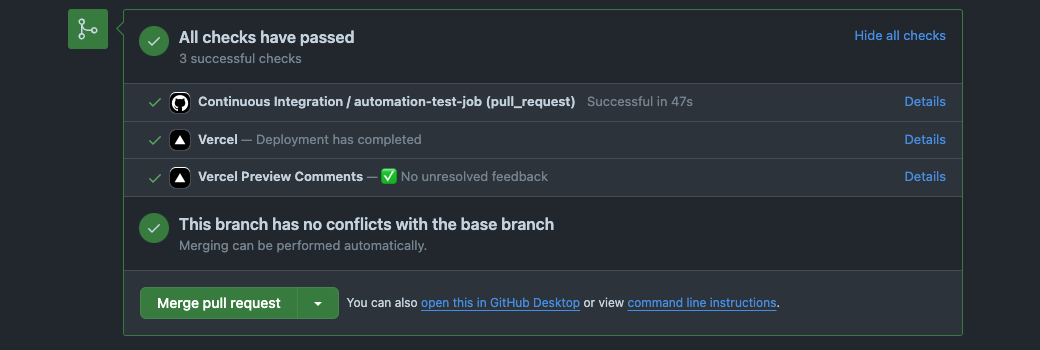 All checks have passed
Hide all checks
3 successful checks
Continuous Integration / automation-test-job (pull_request) Successful in 47s Details
Vercel — Deployment has completed Details
Vercel Preview Comments — ✅ No unresolved feedback Details
This branch has no conflicts with the base branch
Merging can be performed automatically.
Merge pull request You can also open this in GitHub Desktop or view command line instructions.